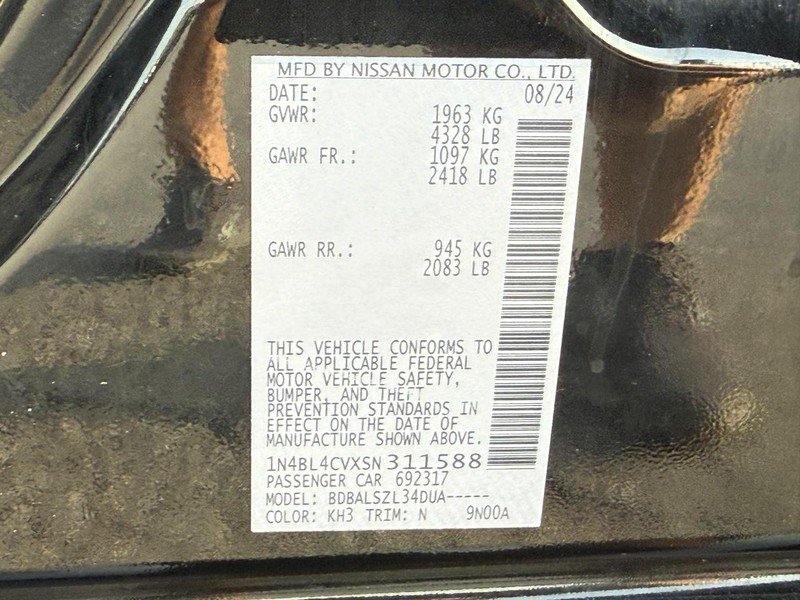 MFD BY NISSAN MOTOR CO., LTD.
DATE: 08/24
GVWR: 1963 KG
4328 LB
GAWR FR.: 1097 KG
2418 LB
GAWR RR.: 945 KG
2083 LB
THIS VEHICLE CONFORMS TO
ALL APPLICABLE FEDERAL
MOTOR VEHICLE SAFETY,
BUMPER, AND THEFT
PREVENTION STANDARDS IN
EFFECT ON THE DATE OF
MANUFACTURE SHOWN ABOVE.
1N4BL4CVXSN311588
PASSENGER CAR 692317
MODEL: BDBALSZL34DUA-----
COLOR: KH3 TRIM: N 9N00A